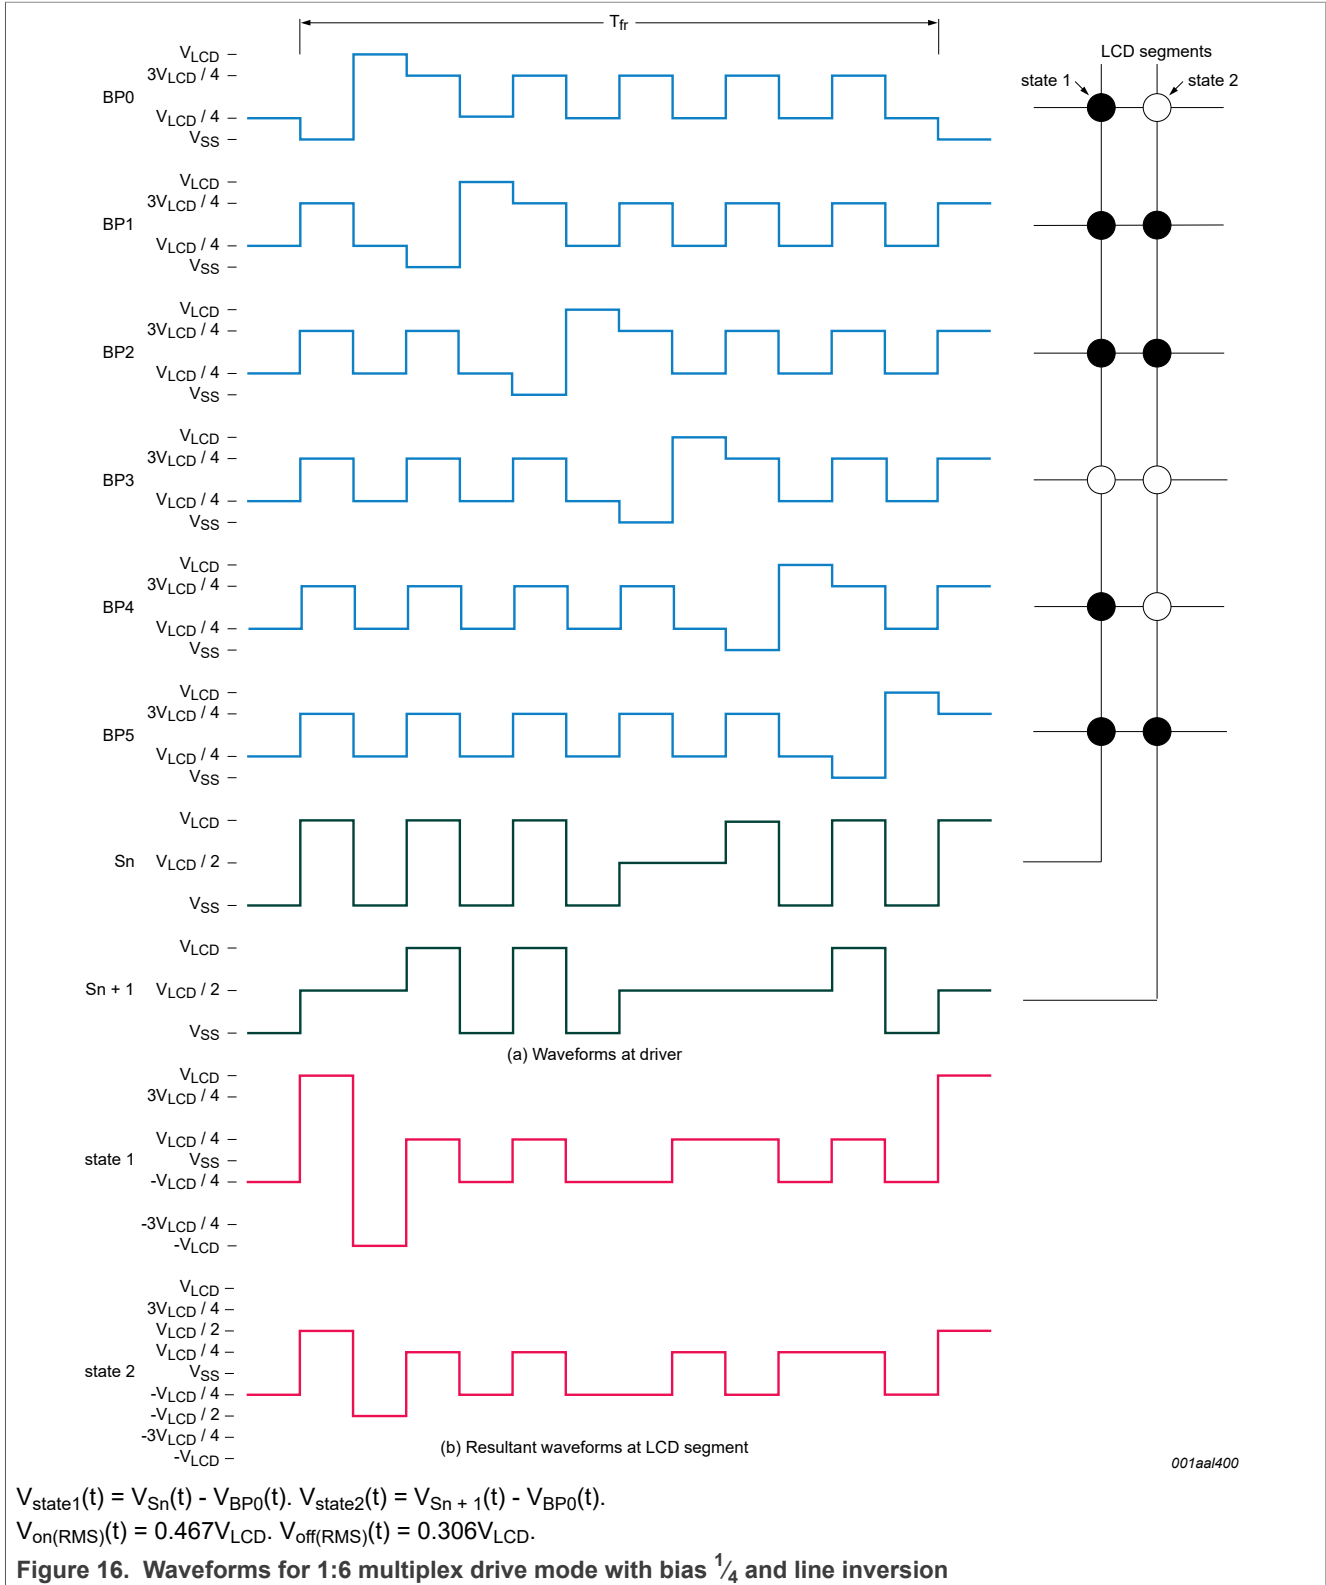 Tfr
LCD segments
state 1
state 2
BP0
VLCD
3VLCD / 4
VLCD / 4
VSS
BP1
VLCD
3VLCD / 4
VLCD / 4
VSS
BP2
VLCD
3VLCD / 4
VLCD / 4
VSS
BP3
VLCD
3VLCD / 4
VLCD / 4
VSS
BP4
VLCD
3VLCD / 4
VLCD / 4
VSS
BP5
VLCD
3VLCD / 4
VLCD / 4
VSS
Sn
VLCD
VLCD / 2
VSS
Sn + 1
VLCD
VLCD / 2
VSS
(a) Waveforms at driver
state 1
VLCD
3VLCD / 4
VLCD / 4
VSS
-VLCD / 4
-3VLCD / 4
-VLCD
state 2
VLCD
3VLCD / 4
VLCD / 2
VLCD / 4
VSS
-VLCD / 4
-VLCD / 2
-3VLCD / 4
-VLCD
(b) Resultant waveforms at LCD segment
001aal400
Vstate1(t) = VSn(t) - VBP0(t). Vstate2(t) = VSn + 1(t) - VBP0(t).
Von(RMS)(t) = 0.467VLCD. Voff(RMS)(t) = 0.306VLCD.
Figure 16. Waveforms for 1:6 multiplex drive mode with bias 1/4 and line inversion